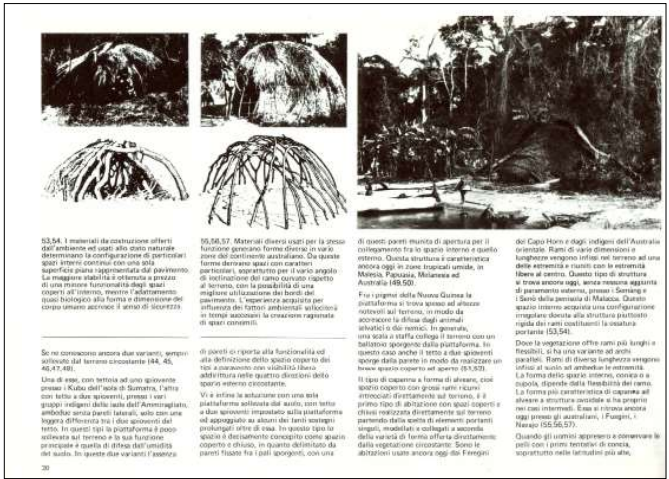 53,54. I materiali da costruzione offerti
dall'ambiente ed usati allo stato naturale
determinano la configurazione di particolari
spazi interni continui con una sola
superficie piana rappresentata dal pavimento.
La maggiore stabilità è ottenuta a prezzo
di una minore funzionalità degli spazi
coperti all'interno, mentre l'adattamento
quasi biologico alla forma e dimensione del
corpo umano accresce il senso di sicurezza.
Se ne conoscono ancora due varianti, sempre
sollevate dal terreno circostante (44, 45,
46,47,48).
Una di esse, con tettoia ad uno spiovente
presso i Kubu dell'isola di Sumatra, l'altra
con tetto a due spioventi, presso i vari
gruppi indigeni delle isole dell'Ammiragliato,
ambedue senza pareti laterali, solo con una
leggera differenza tra i due spioventi del
tetto. In questi tipi la piattaforma è poco
sollevata sul terreno e la sua funzione
principale è quella di difesa dall'umidità
del suolo. In queste due varianti l'assenza
30
55,56,57. Materiali diversi usati per la stessa
funzione generano forme diverse in varie
zone del continente australiano. Da queste
forme derivano spazi con caratteri
particolari, soprattutto per il vario angolo
di inclinazione del ramo curvato rispetto
al terreno, con la possibilità di una
migliore utilizzazione dei bordi del
pavimento. L'esperienza acquisita per
influenza dei fattori ambientali solleciterà
in tempi successivi la creazione ragionata
di spazi consimili.
di pareti ci riporta alla funzionalità ed
alla definizione dello spazio coperto dei
tipi a paravento con visibilità libera
addirittura nelle quattro direzioni dello
spazio esterno circostante.
Vi è infine la soluzione con una sola
piattaforma sollevata dal suolo, con tetto
a due spioventi impostato sulla piattaforma
ed appoggiato su alcuni dei tanti sostegni
prolungati oltre di essa. In questo tipo lo
spazio è decisamente concepito come spazio
coperto e chiuso, in quanto delimitato da
pareti fissate fra i pali sporgenti, con una
di questi pareti munita di apertura per il
collegamento fra lo spazio interno e quello
esterno. Questa struttura è caratteristica
ancora oggi in zone tropicali umide, in
Malesia, Papuasia, Melanesia ed
Australia (49,50).
Fra i pigmei della Nuova Guinea la
piattaforma si trova spesso ad altezze
notevoli sul terreno, in modo da
accrescere la difesa dagli animali
selvatici o dai nemici. In generale,
una scala a staffa collega il terreno con un
ballatoio sporgente dalla piattaforma. In
questo caso anche il tetto a due spioventi
sporge dalla parete in modo da realizzare un
breve spazio coperto ed aperto (51,52).
Il tipo di capanna a forma di alveare, cioè
spazio coperto con grossi rami ricurvi
intrecciati direttamente sul terreno, è il
primo tipo di abitazione con spazi coperti e
chiusi realizzata direttamente sul terreno
partendo dalla scelta di elementi portanti
singoli, modellati e collegati a seconda
della varietà di forme offerta direttamente
dalla vegetazione circostante. Sono le
abitazioni usate ancora oggi dai Fueghini
del Capo Horn e dagli indigeni dell'Australia
orientale. Rami di varie dimensioni e
lunghezze vengono infissi nel terreno ad una
delle estremità e riuniti con le estremità
libere al centro. Questo tipo di struttura
si trova ancora oggi, senza nessuna aggiunta
di paramento esterno, presso i Semang e
i Sanö della penisola di Malacca. Questo
spazio interno acquista una configurazione
irregolare dovuta alla struttura piuttosto
rigida dei rami costituenti la ossatura
portante (53,54).
Dove la vegetazione offre rami più lunghi e
flessibili, si ha una variante ad archi
paralleli. Rami di diversa lunghezza vengono
infissi al suolo ad ambedue le estremità.
La forma dello spazio interno, conica o a
cupola, dipende dalla flessibilità dei rami.
La forma più caratteristica di capanna ad
alveare a struttura ovoidale si ha proprio
nei casi intermedi. Essa si ritrova ancora
oggi presso gli australiani, i Fuegini, i
Navajo (55,56,57).
Quando gli uomini appresero a conservare le
pelli con i primi tentativi di concia,
soprattutto nelle latitudini più alte,